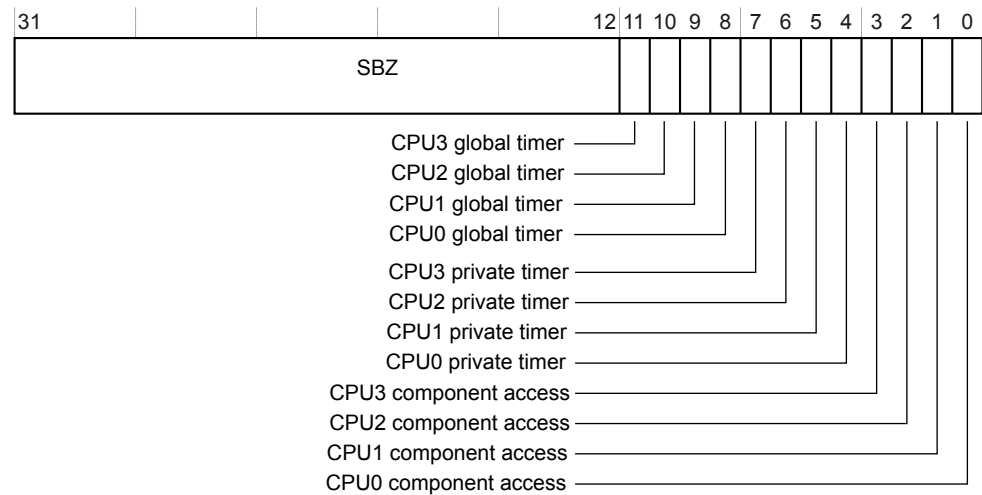 31 12 11 10 9 8 7 6 5 4 3 2 1 0
SBZ
CPU3 global timer
CPU2 global timer
CPU1 global timer
CPU0 global timer
CPU3 private timer
CPU2 private timer
CPU1 private timer
CPU0 private timer
CPU3 component access
CPU2 component access
CPU1 component access
CPU0 component access